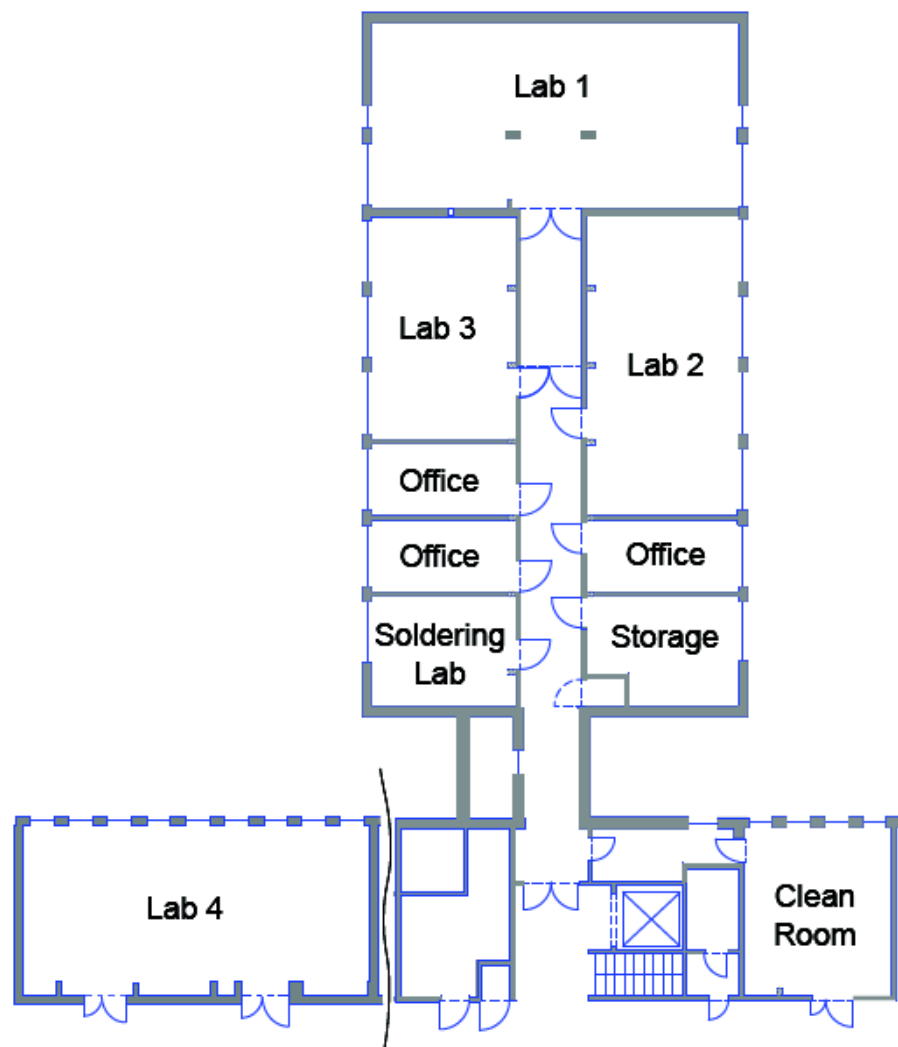 Lab 1
Lab 3
Lab 2
Office
Office
Office
Soldering
Lab
Storage
Lab 4
Clean
Room